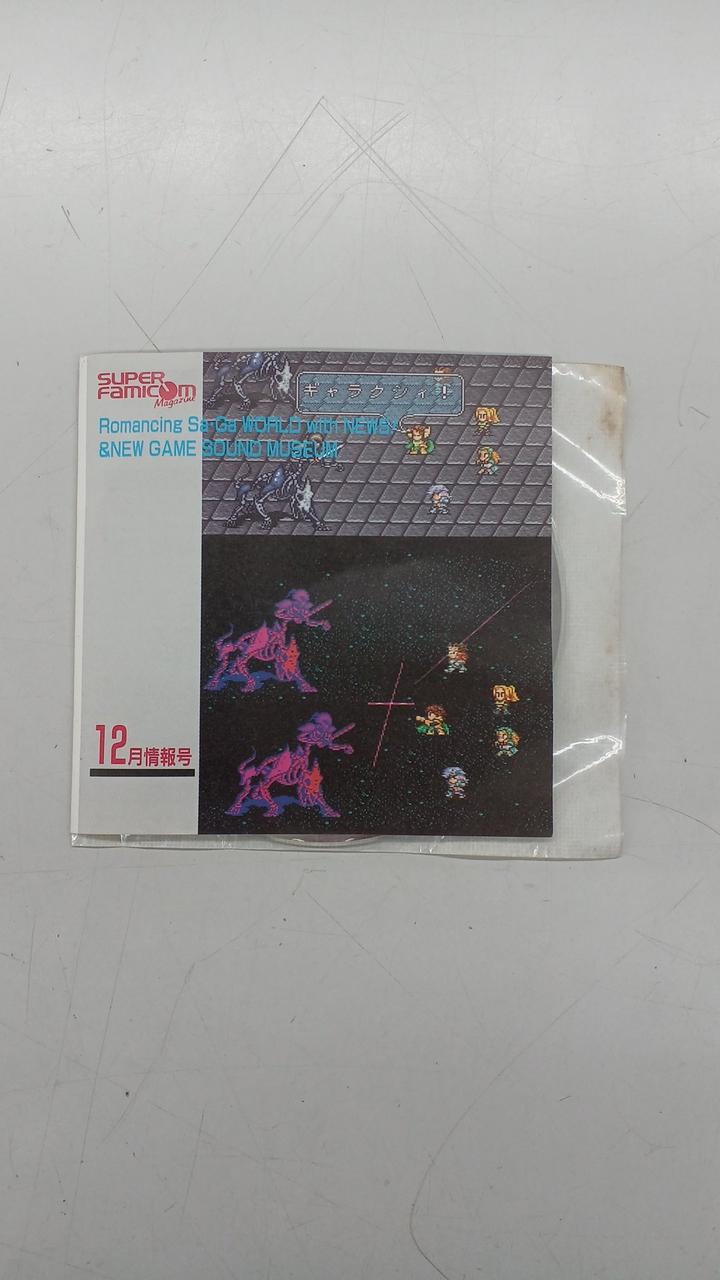 SUPER
FAMICOM
Magazine
Romancing Sa·Ga WORLD with NEWS!
&NEW GAME SOUND MUSEUM
ギャラクシィ！
12月情報号